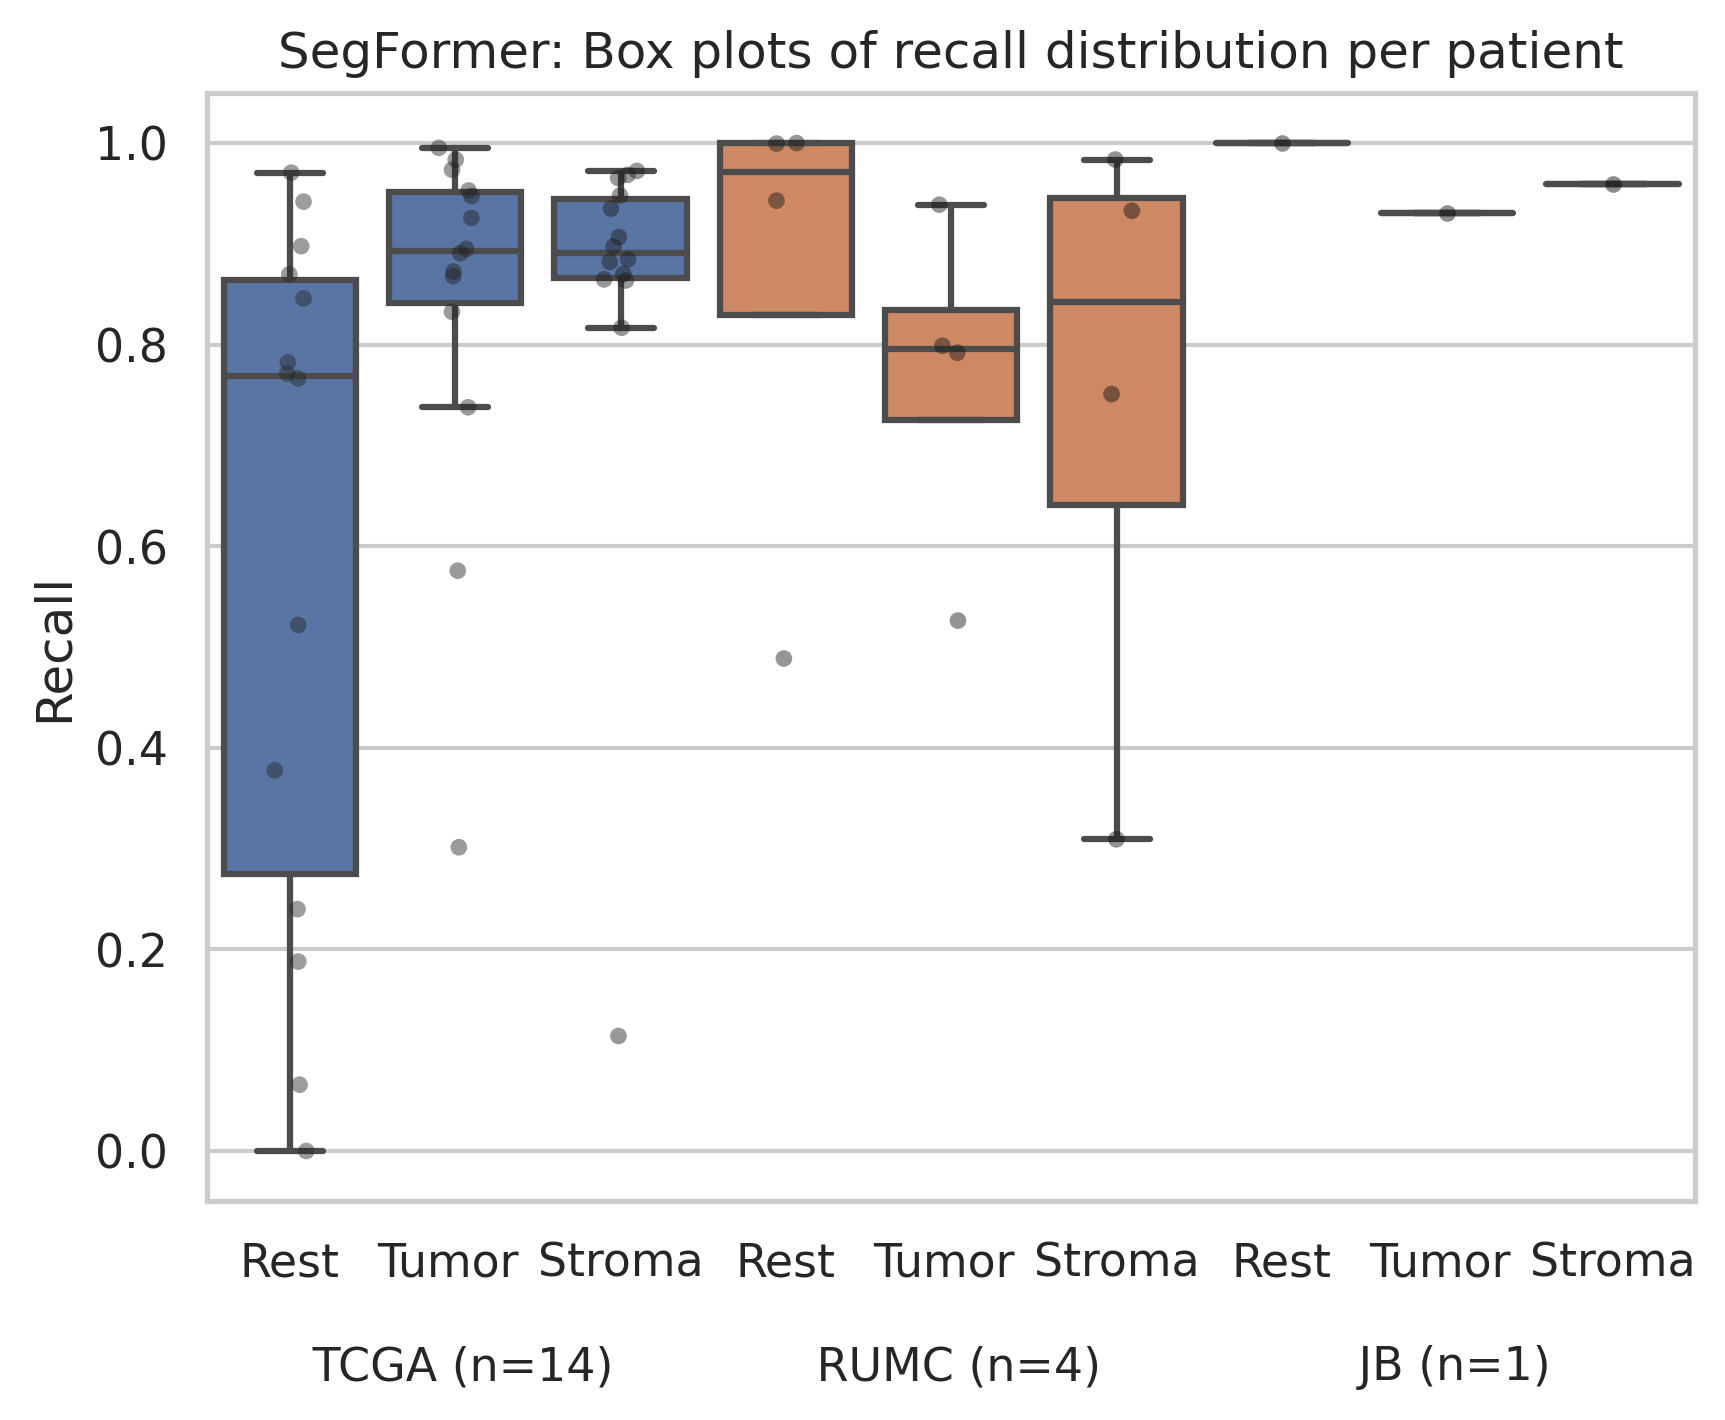 SegFormer: Box plots of recall distribution per patient
1.0
0.8
0.6
0.4
0.2
0.0
Recall
Rest Tumor Stroma Rest Tumor Stroma Rest Tumor Stroma
TCGA (n=14) RUMC (n=4) JB (n=1)